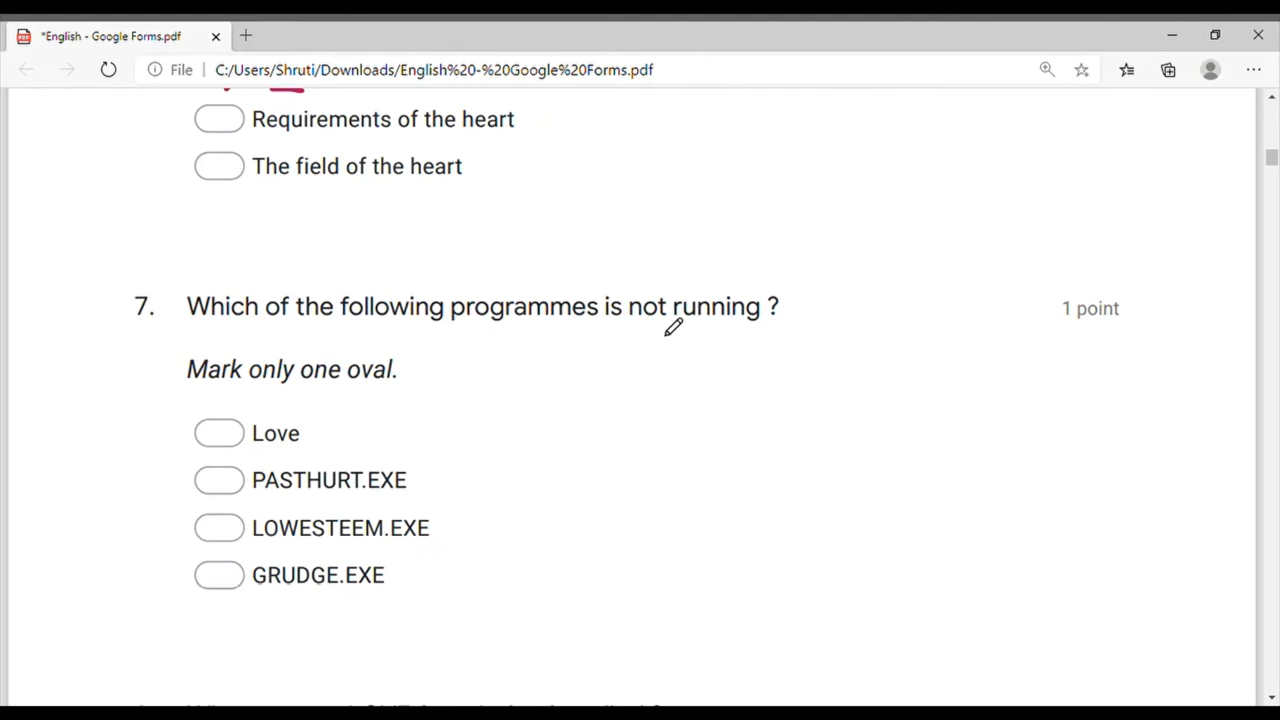 *English - Google Forms.pdf
File | C:/Users/Shruti/Downloads/English%20-%20Google%20Forms.pdf
Requirements of the heart
The field of the heart
7. Which of the following programmes is not running ? 1 point
Mark only one oval.
Love
PASTHURT.EXE
LOWESTEEM.EXE
GRUDGE.EXE